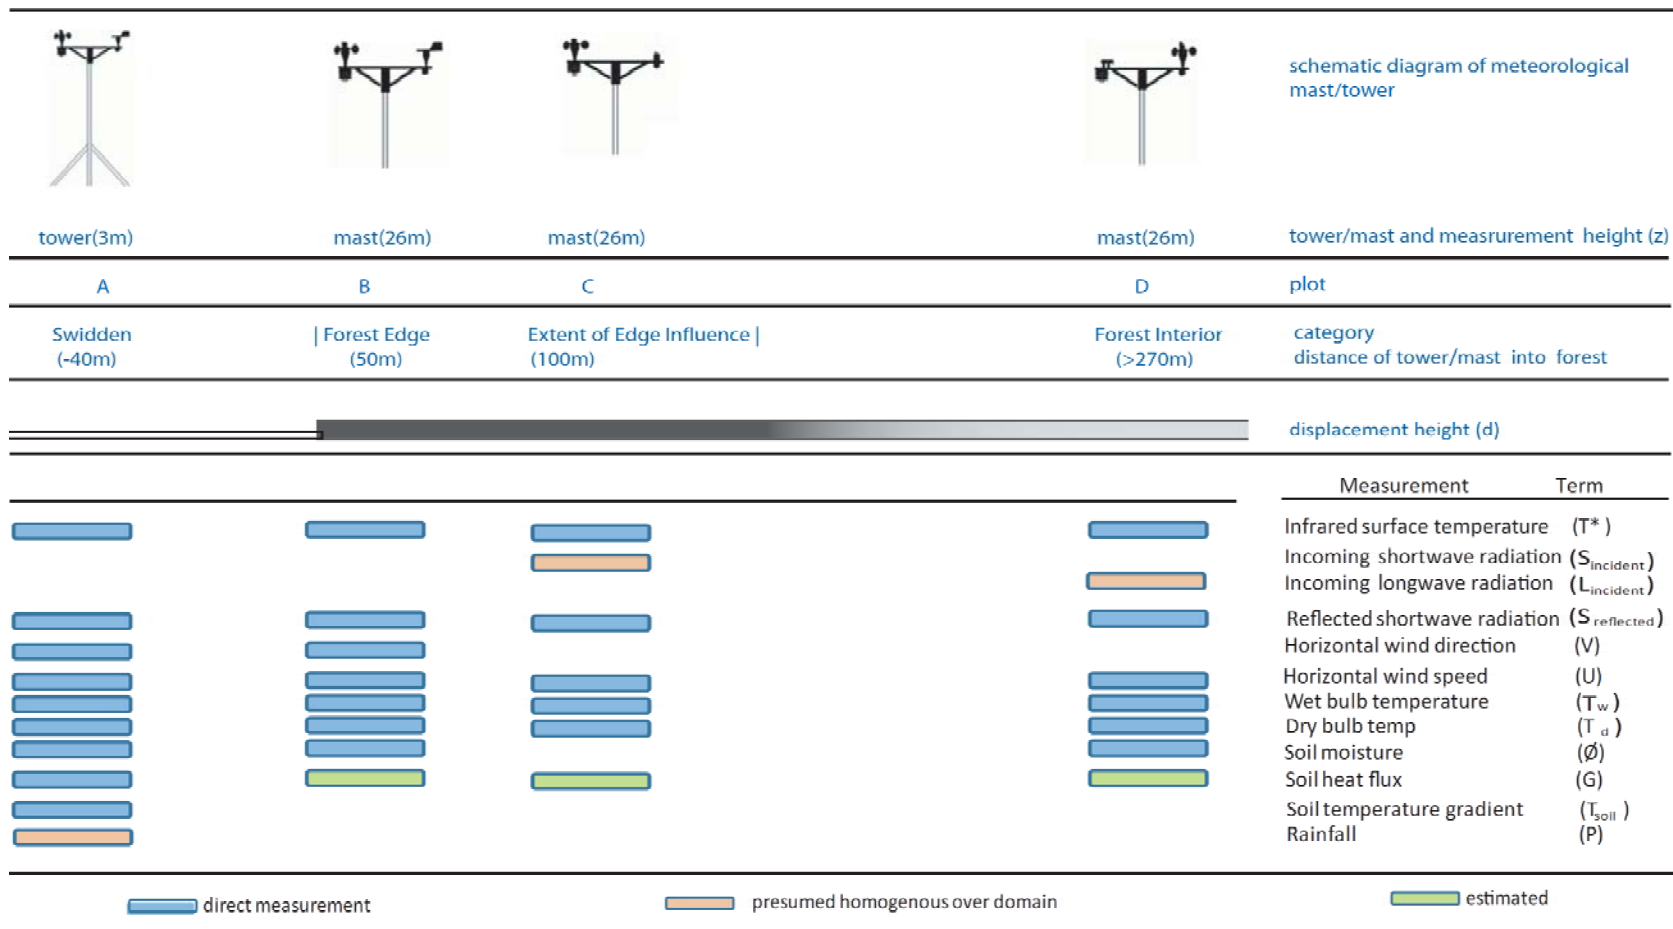 schematic diagram of meteorological
mast/tower
tower(3m) mast(26m) mast(26m) mast(26m) tower/mast and measrurement height (z)
A B C D plot
Swidden | Forest Edge Extent of Edge Influence | Forest Interior category
(-40m) (50m) (100m) (>270m) distance of tower/mast into forest
displacement height (d)
Measurement Term
Infrared surface temperature (T*)
Incoming shortwave radiation (Sincident)
Incoming longwave radiation (Lincident)
Reflected shortwave radiation (S reflected)
Horizontal wind direction (V)
Horizontal wind speed (U)
Wet bulb temperature (Tw)
Dry bulb temp (T d)
Soil moisture (Ø)
Soil heat flux (G)
Soil temperature gradient (Tsoil)
Rainfall (P)
direct measurement presumed homogenous over domain estimated